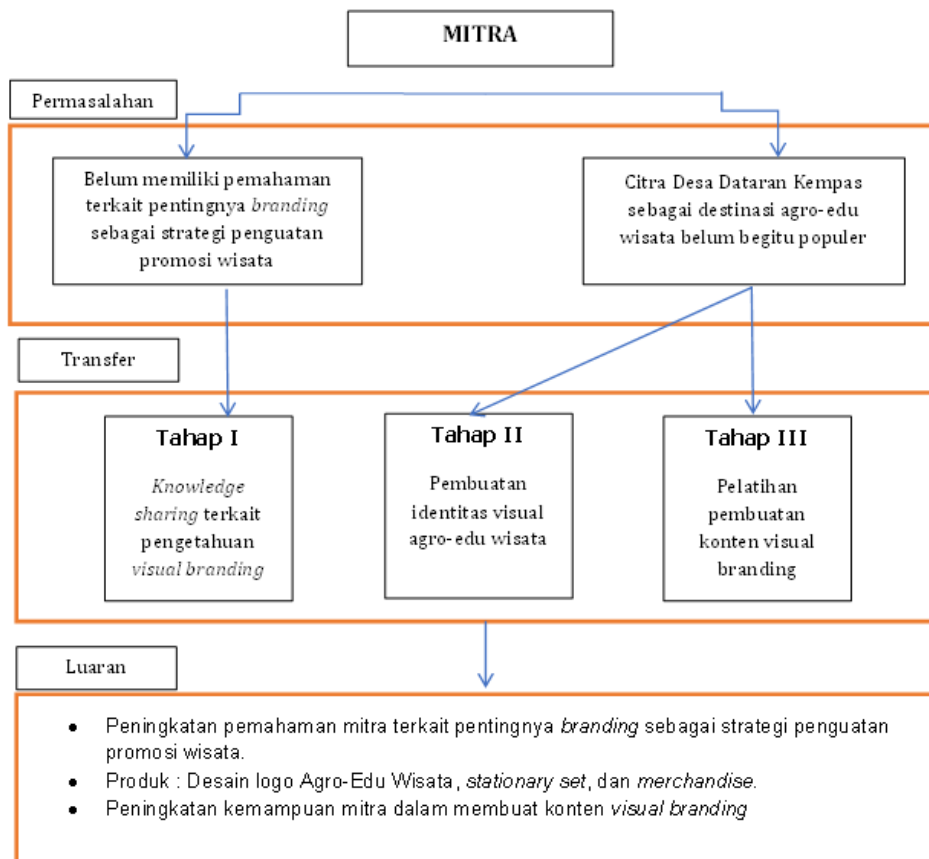 MITRA
Permasalahan
Belum memiliki pemahaman
terkait pentingnya branding
sebagai strategi penguatan
promosi wisata
Citra Desa Dataran Kempas
sebagai destinasi agro-edu
wisata belum begitu populer
Transfer
Tahap I
Knowledge
sharing terkait
pengetahuan
visual branding
Tahap II
Pembuatan
identitas visual
agro-edu wisata
Tahap III
Pelatihan
pembuatan
konten visual
branding
Luaran
• Peningkatan pemahaman mitra terkait pentingnya branding sebagai strategi penguatan
promosi wisata.
• Produk : Desain logo Agro-Edu Wisata, stationary set, dan merchandise.
• Peningkatan kemampuan mitra dalam membuat konten visual branding